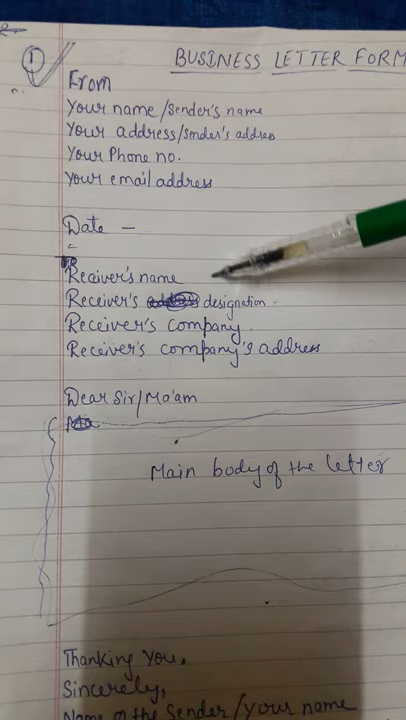 ①
BUSINESS LETTER FORM
From
Your name/Sender's name
Your address/Sender's address
Your Phone no.
Your email address
Date —
To
Receiver's name
Receiver's designation
Receiver's company.
Receiver's company's address
Dear Sir/Ma'am
Main body of the letter
Thanking You,
Sincerely,
Name of the Sender/Your name